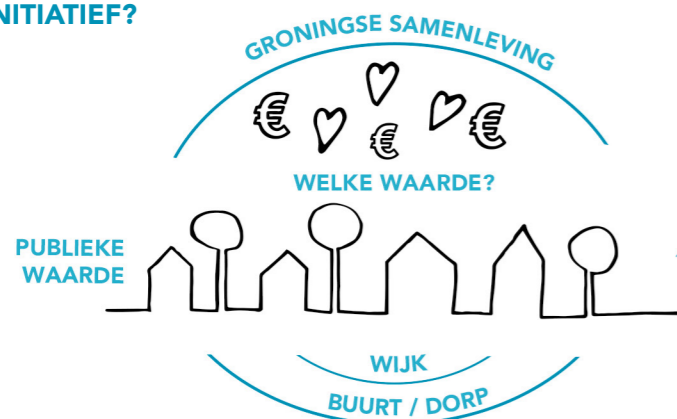 NITIATIEF?
GRONINGSE SAMENLEVING
WELKE WAARDE?
PUBLIEKE
WAARDE
WIJK
BUURT / DORP